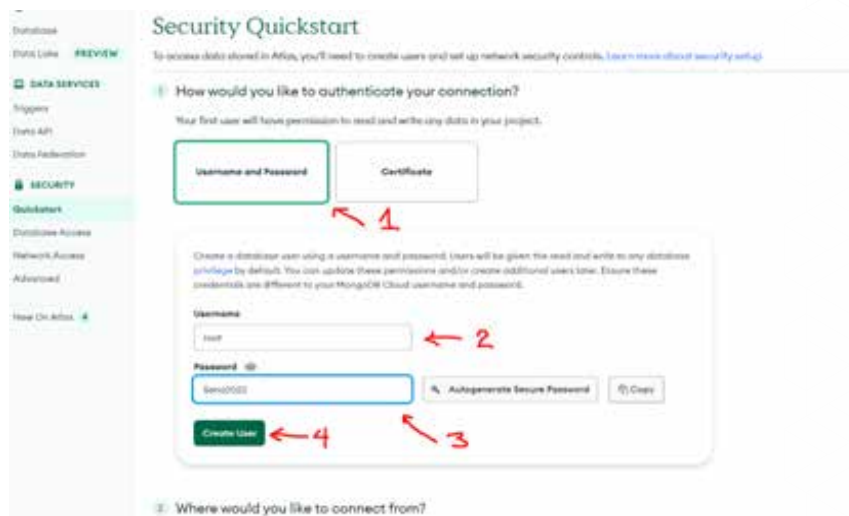 Database
Security Quickstart
Data Lake PREVIEW
To access data stored in Atlas, you'll need to create users and set up network security controls. Learn more about security setup
DATA SERVICES
1 How would you like to authenticate your connection?
Triggers
Your first user will have permission to read and write any data in your project.
Data API
Data Federation
Username and Password
Certificate
SECURITY
Quickstart
1
Database Access
Network Access
Create a database user using a username and password. Users will be given the read and write to any database
privilege by default. You can update these permissions and/or create additional users later. Ensure these
Advanced
credentials are different to your MongoDB Cloud username and password.
New On Atlas 4
Username
root
2
Password
Autogenerate Secure Password
Copy
Create User
4
3
2 Where would you like to connect from?